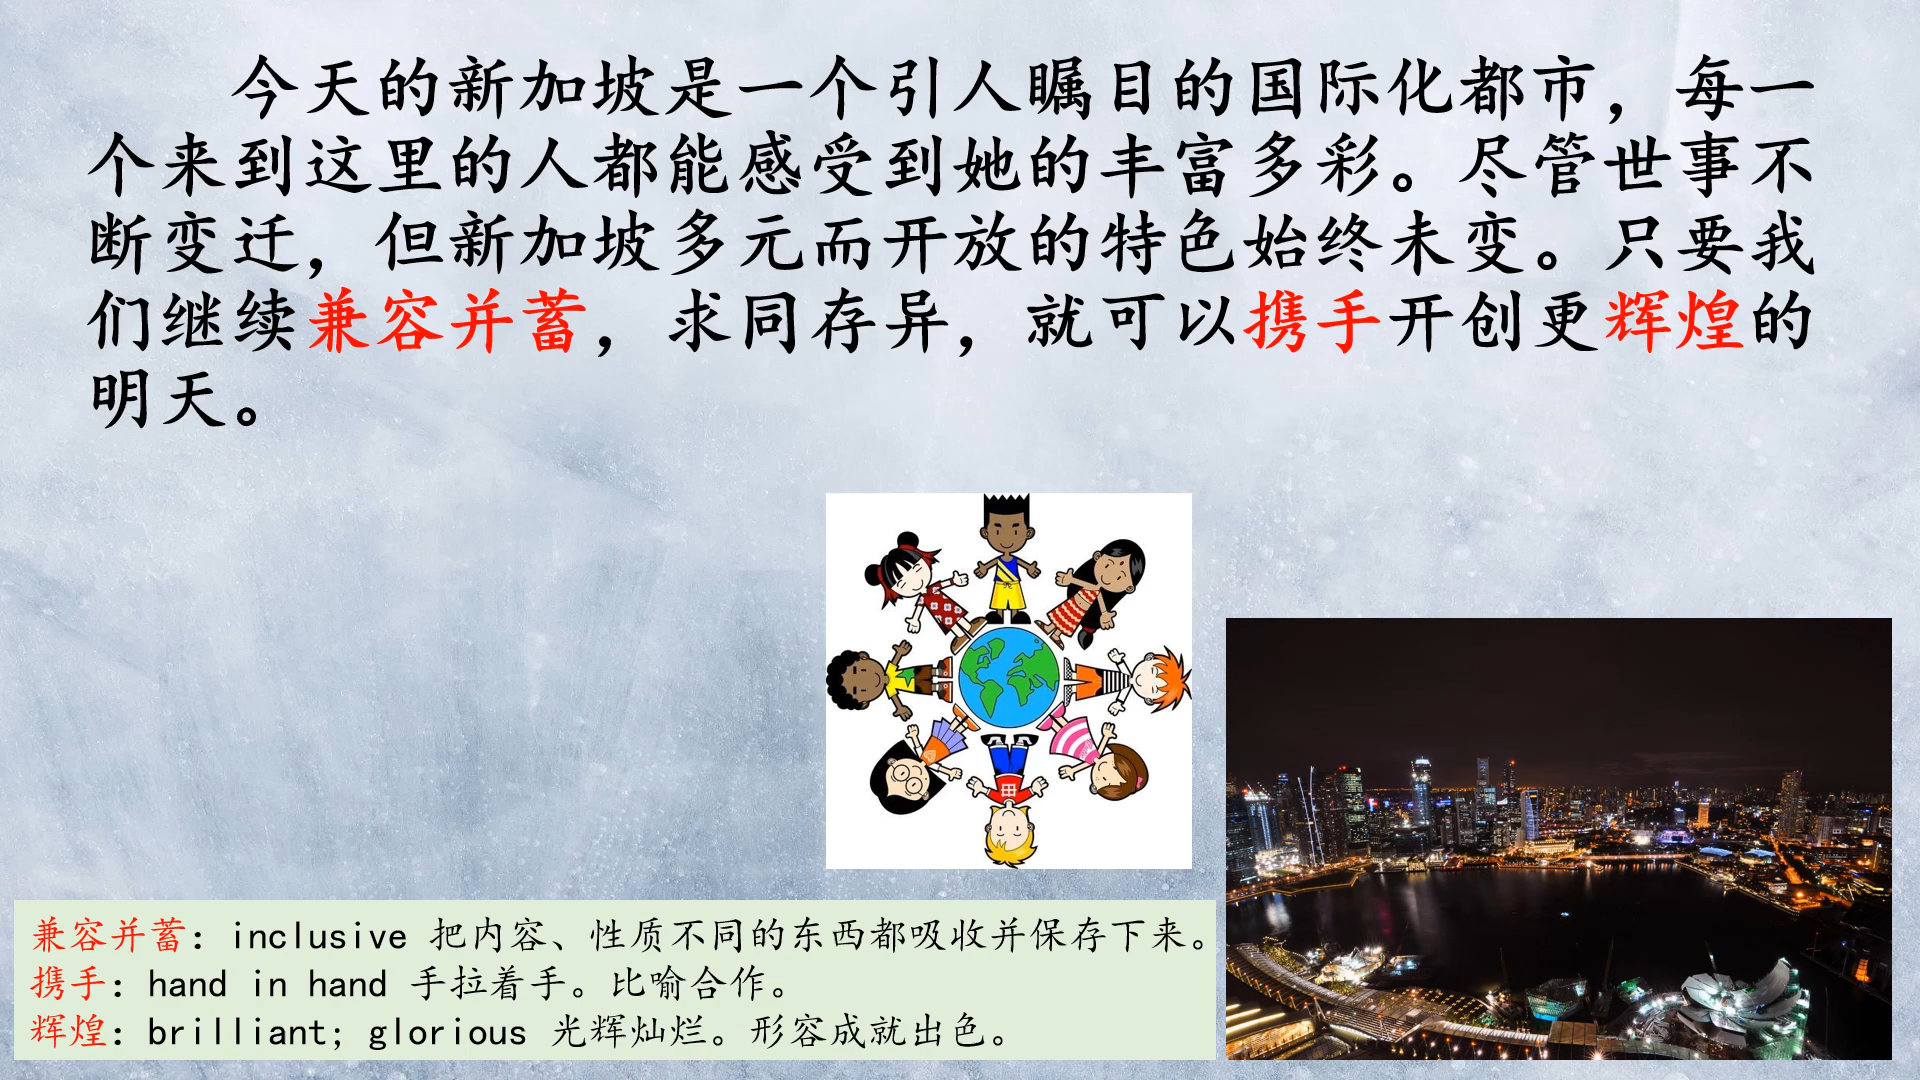 今天的新加坡是一个引人瞩目的国际化都市，每一
个来到这里的人都能感受到她的丰富多彩。尽管世事不
断变迁，但新加坡多元而开放的特色始终未变。只要我
们继续兼容并蓄，求同存异，就可以携手开创更辉煌的
明天。
兼容并蓄：inclusive 把内容、性质不同的东西都吸收并保存下来。
携手：hand in hand 手拉着手。比喻合作。
辉煌：brilliant; glorious 光辉灿烂。形容成就出色。